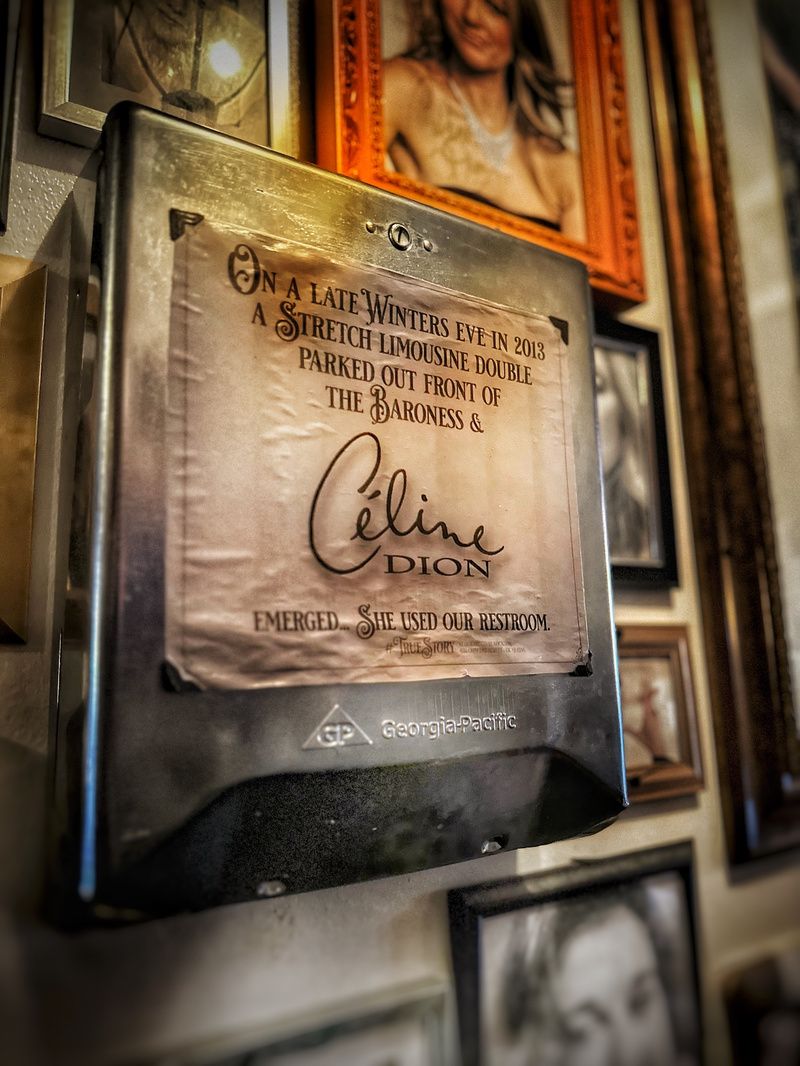 On a late Winters eve in 2013
a Stretch limousine double
parked out front of
the Baroness &
Céline
DION
emerged... She used our restroom.
#TrueStory
GP Georgia-Pacific